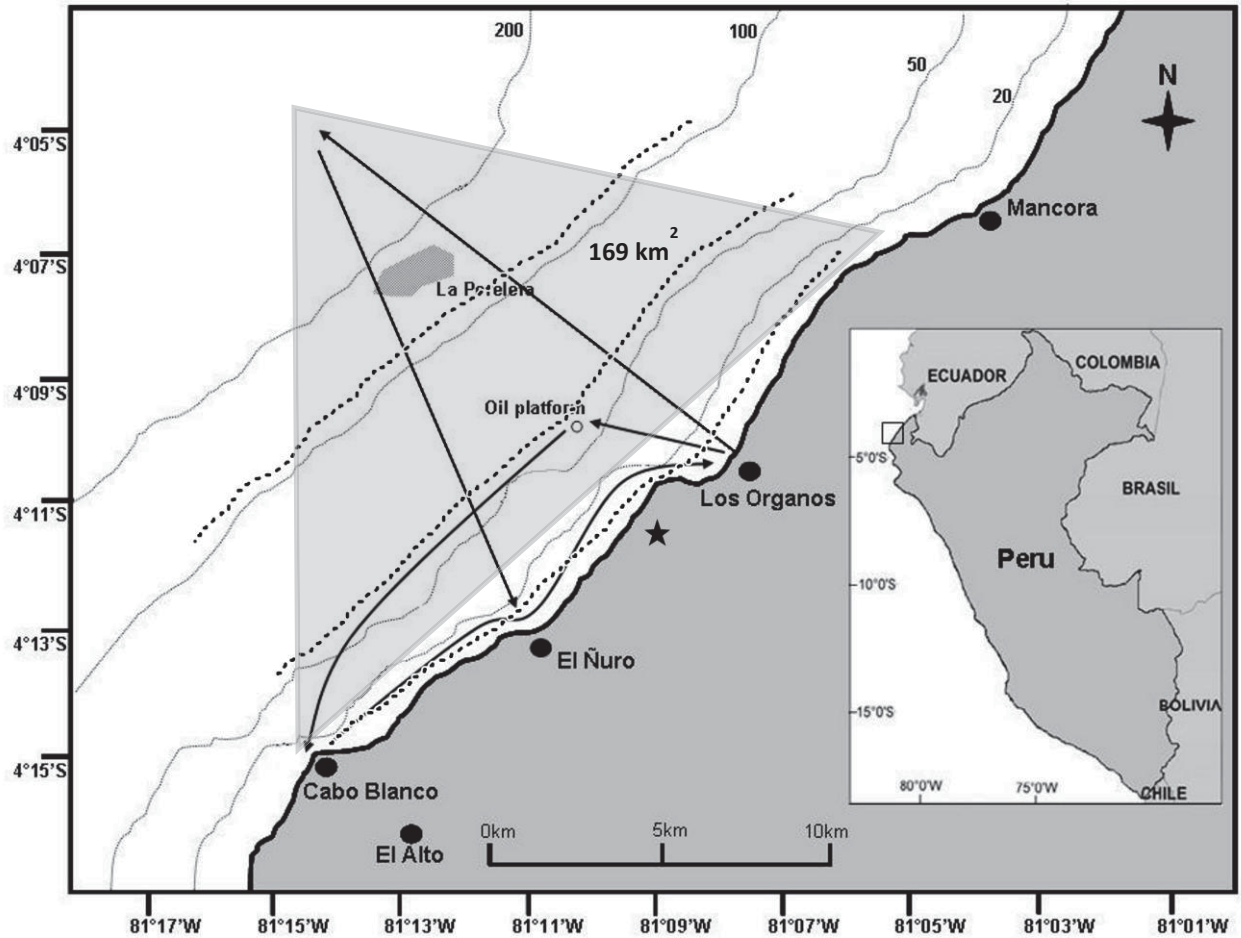 200
100
50
20
N
4°05'S
Mancora
169 km²
4°07'S
La Perelera
ECUADOR
COLOMBIA
4°09'S
Oil platform
5°0'S
Los Organos
BRASIL
4°11'S
Peru
10°0'S
4°13'S
El Ñuro
BOLIVIA
15°0'S
4°15'S
Cabo Blanco
80°0'W
75°0'W
CHILE
0km
5km
10km
El Alto
81°17'W
81°15'W
81°13'W
81°11'W
81°09'W
81°07'W
81°05'W
81°03'W
81°01'W